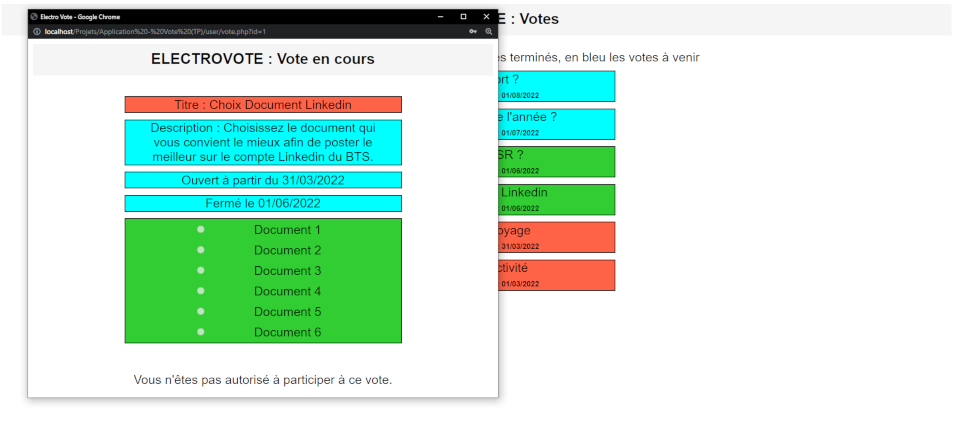 Electro Vote - Google Chrome
localhost/Projets/Application%20-%20Vote%20(TP)/user/vote.php?id=1
ELECTROVOTE : Vote en cours
Titre : Choix Document Linkedin
Description : Choisissez le document qui
vous convient le mieux afin de poster le
meilleur sur le compte Linkedin du BTS.
Ouvert à partir du 31/03/2022
Fermé le 01/06/2022
Document 1
Document 2
Document 3
Document 4
Document 5
Document 6
Vous n'êtes pas autorisé à participer à ce vote.
E : Votes
s terminés, en bleu les votes à venir
ort ?
: 01/08/2022
e l'année ?
: 01/07/2022
SR ?
: 01/06/2022
Linkedin
: 01/06/2022
oyage
: 31/03/2022
ctivité
: 01/03/2022